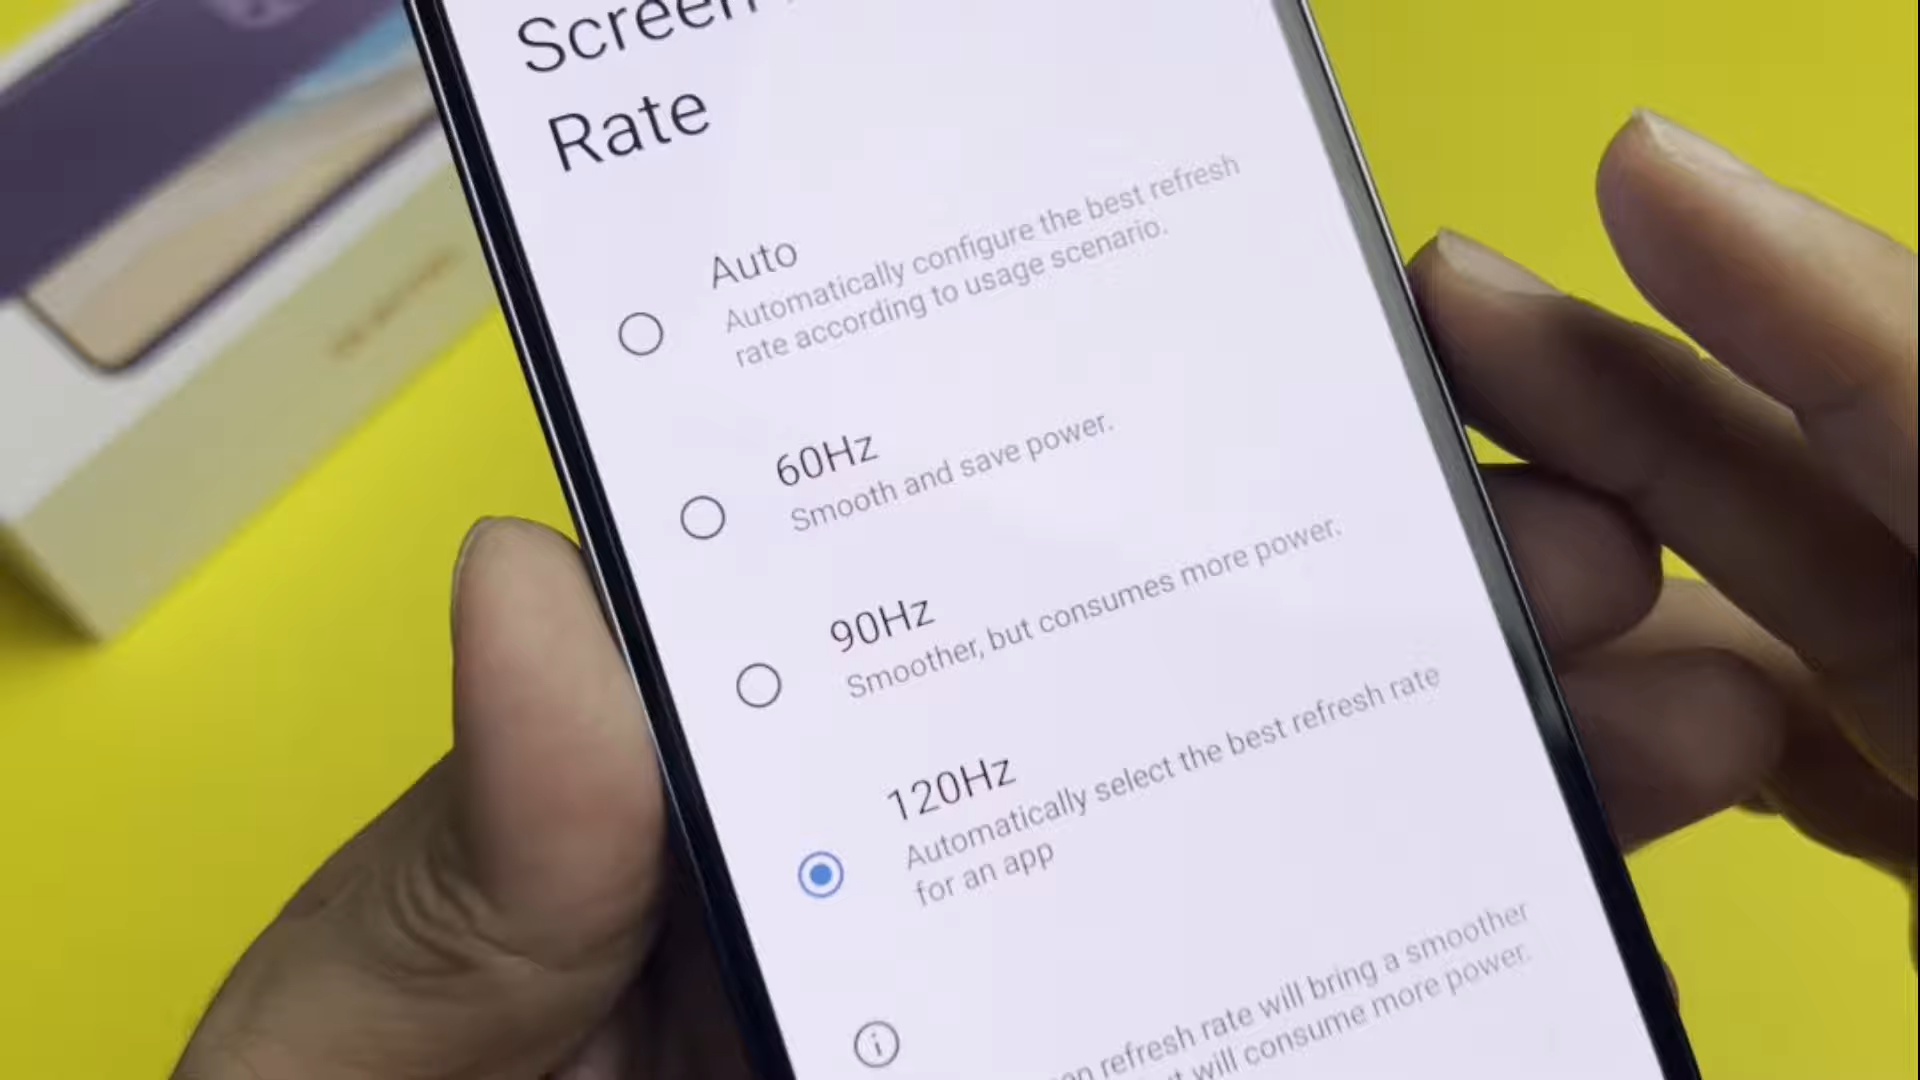 Screen
Rate
Auto
Automatically configure the best refresh
rate according to usage scenario.
60Hz
Smooth and save power.
90Hz
Smoother, but consumes more power.
120Hz
Automatically select the best refresh rate
for an app
refresh rate will bring a smoother
will consume more power.